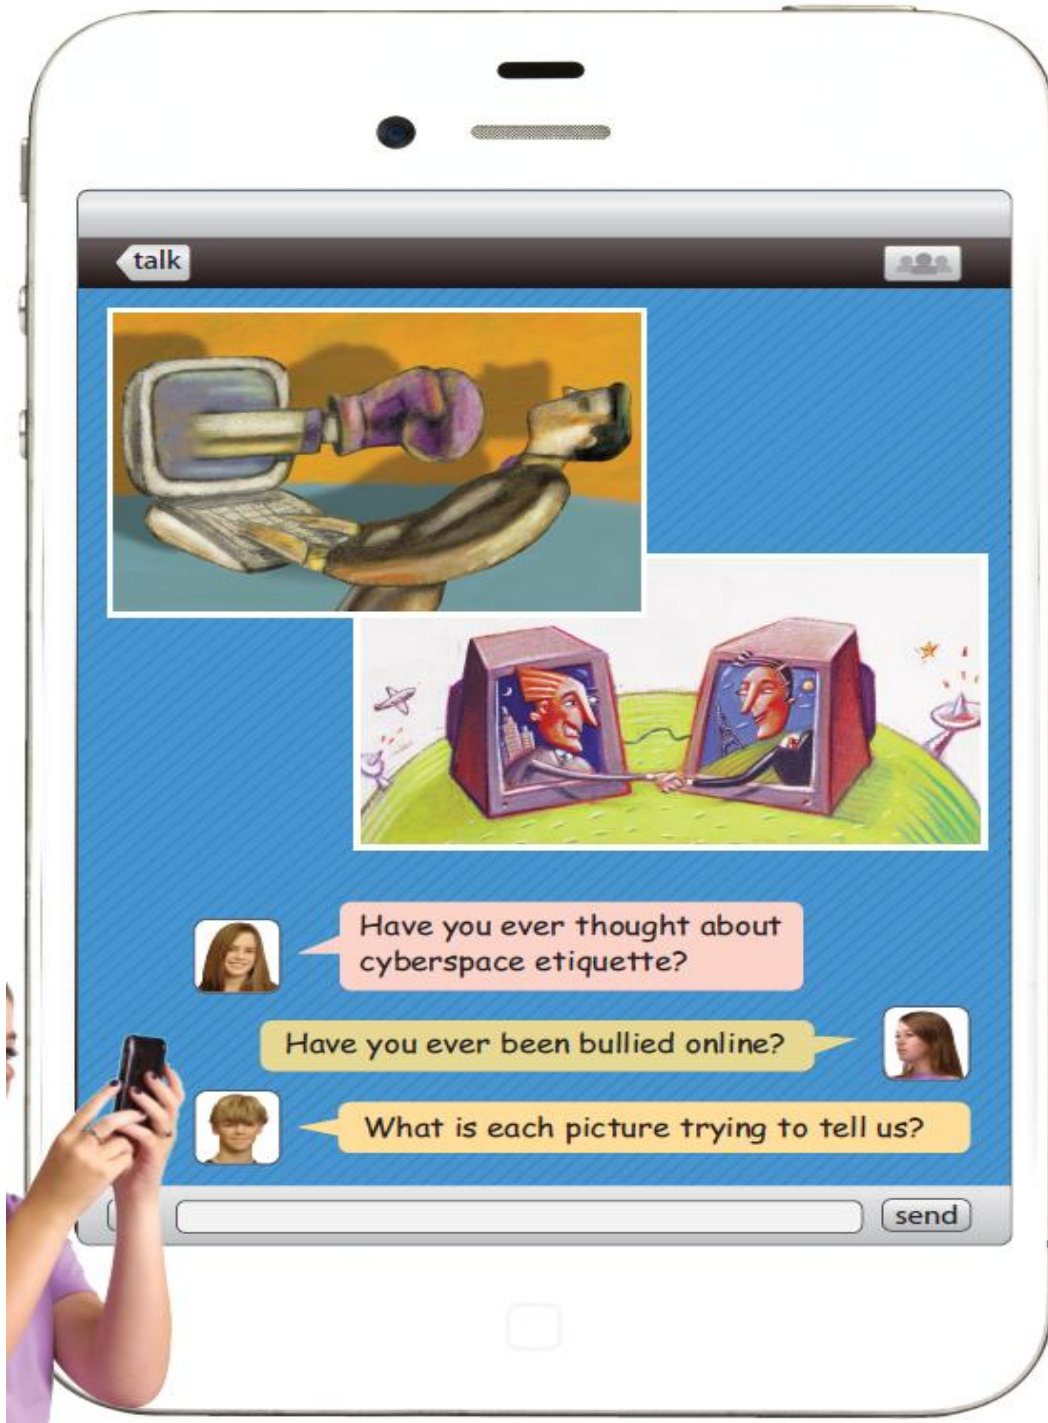 talk
Have you ever thought about
cyberspace etiquette?
Have you ever been bullied online?
What is each picture trying to tell us?
send